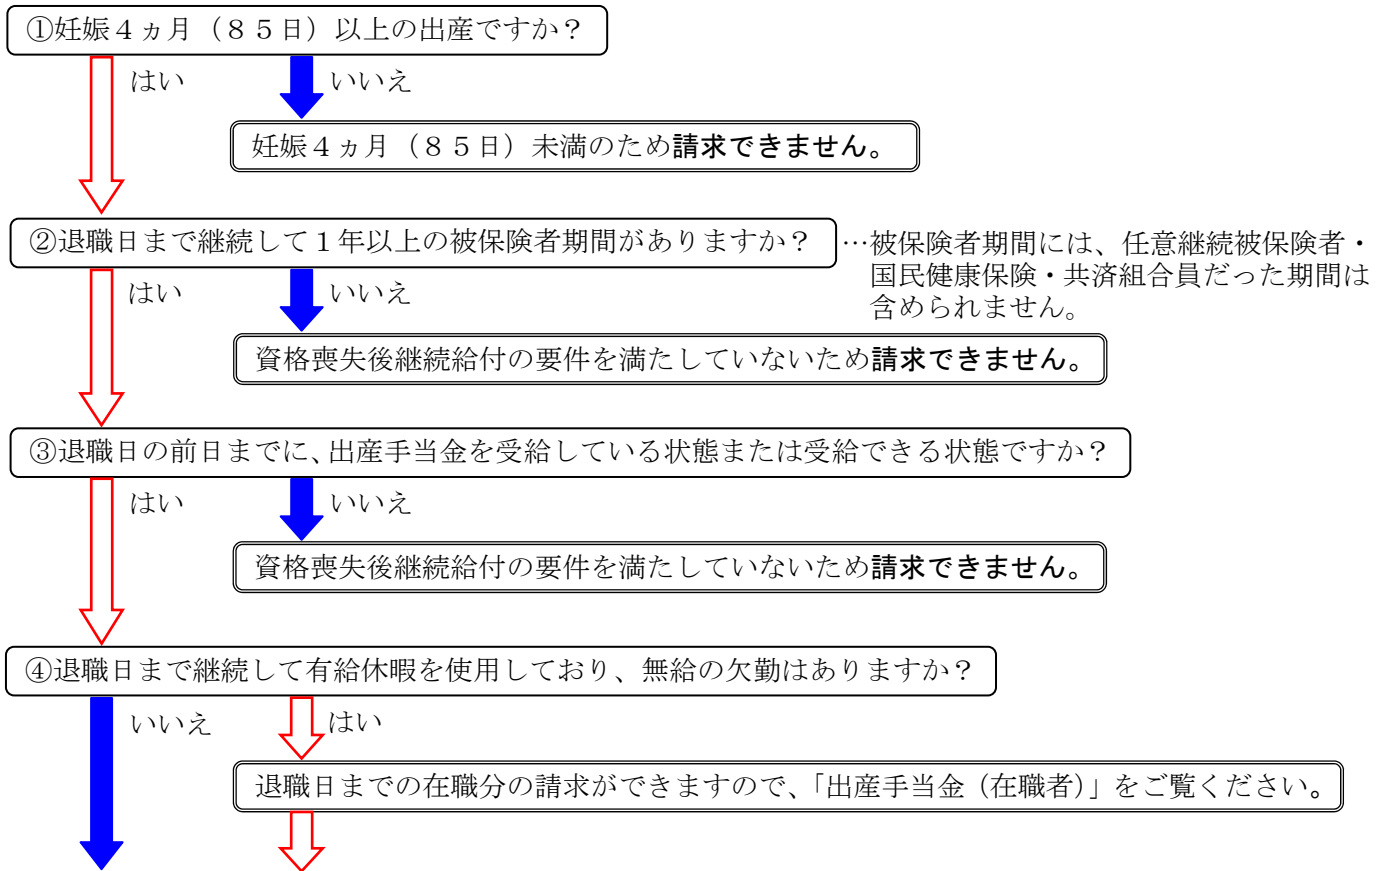 ①妊娠４ヵ月（８５日）以上の出産ですか？
はい
いいえ
妊娠４ヵ月（８５日）未満のため請求できません。
②退職日まで継続して１年以上の被保険者期間がありますか？
…被保険者期間には、任意継続被保険者・
国民健康保険・共済組合員だった期間は
含められません。
はい
いいえ
資格喪失後継続給付の要件を満たしていないため請求できません。
③退職日の前日までに、出産手当金を受給している状態または受給できる状態ですか？
はい
いいえ
資格喪失後継続給付の要件を満たしていないため請求できません。
④退職日まで継続して有給休暇を使用しており、無給の欠勤はありますか？
いいえ
はい
退職日までの在職分の請求ができますので、「出産手当金（在職者）」をご覧ください。